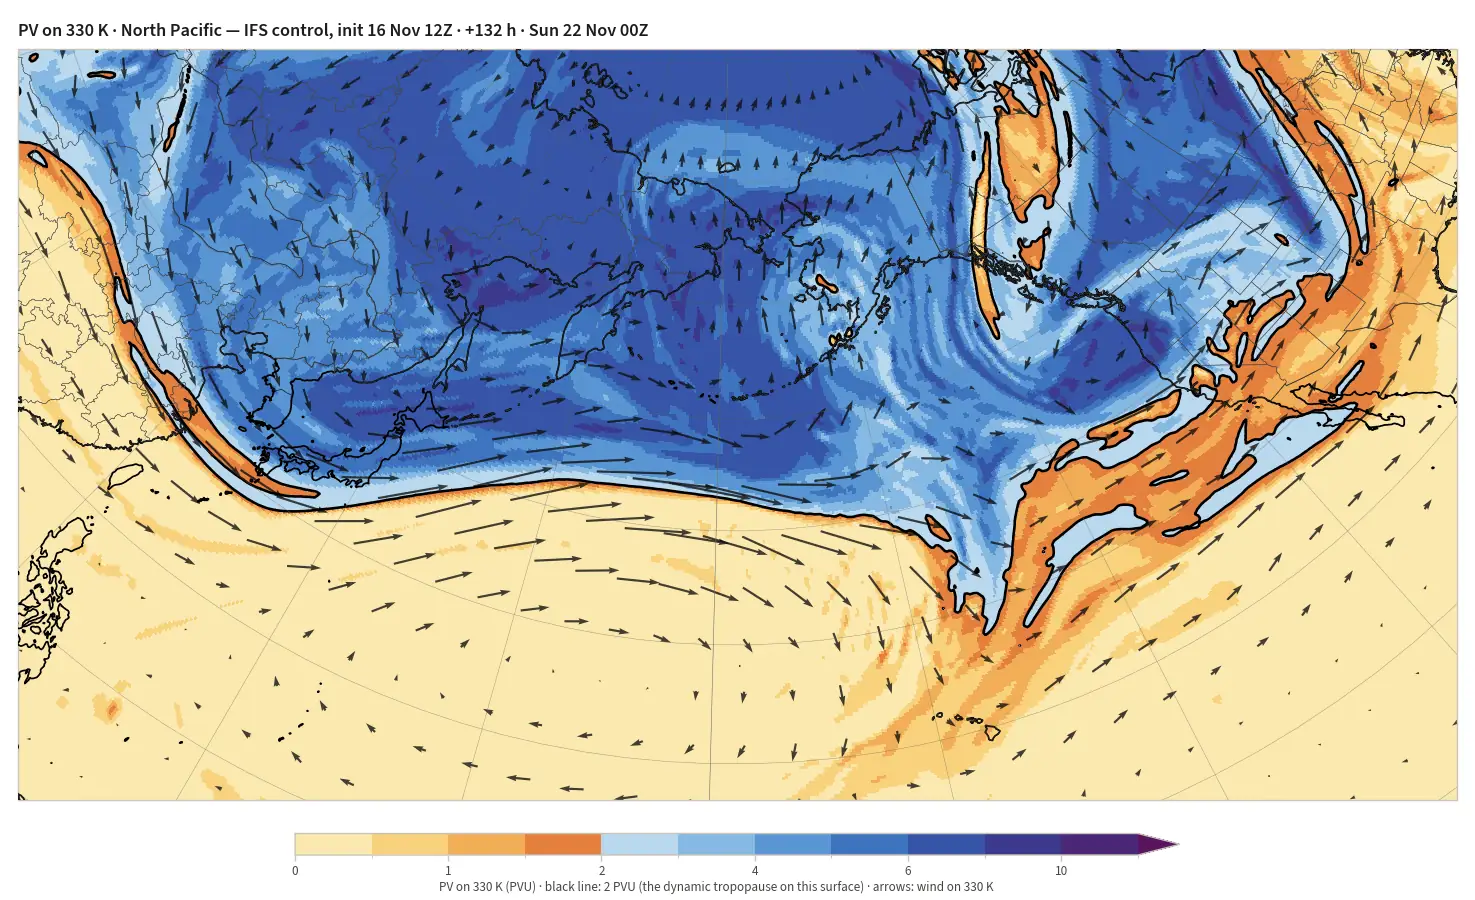 PV on 330 K · North Pacific — IFS control, init 16 Nov 12Z · +132 h · Sun 22 Nov 00Z
0 1 2 4 6 10
PV on 330 K (PVU) · black line: 2 PVU (the dynamic tropopause on this surface) · arrows: wind on 330 K